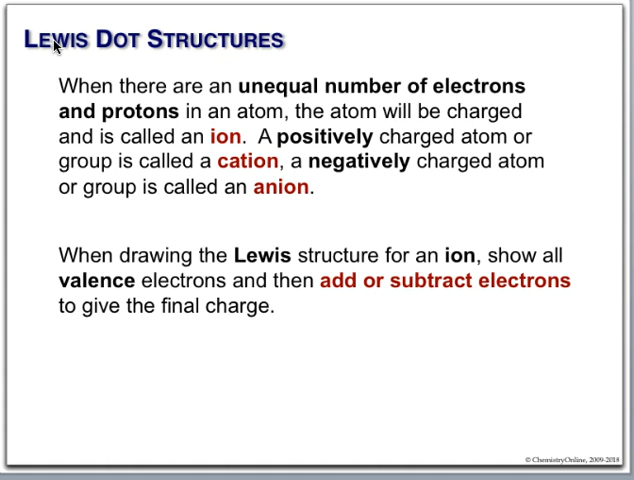 LEWIS DOT STRUCTURES
When there are an unequal number of electrons
and protons in an atom, the atom will be charged
and is called an ion. A positively charged atom or
group is called a cation, a negatively charged atom
or group is called an anion.
When drawing the Lewis structure for an ion, show all
valence electrons and then add or subtract electrons
to give the final charge.
© ChemistryOnline, 2009-2018